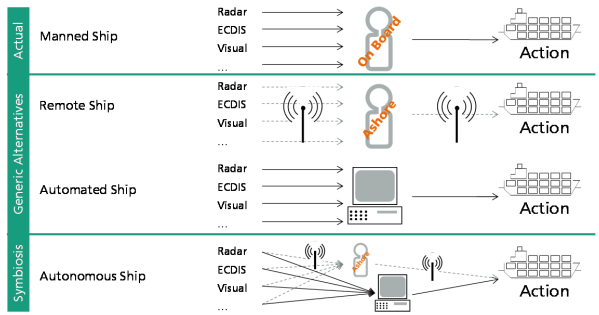 Actual
Manned Ship
Radar
ECDIS
Visual
...
On Board
Action
Generic Alternatives
Remote Ship
Radar
ECDIS
Visual
...
Ashore
Action
Automated Ship
Radar
ECDIS
Visual
...
Action
Symbiosis
Autonomous Ship
Radar
ECDIS
Visual
...
Ashore
Action